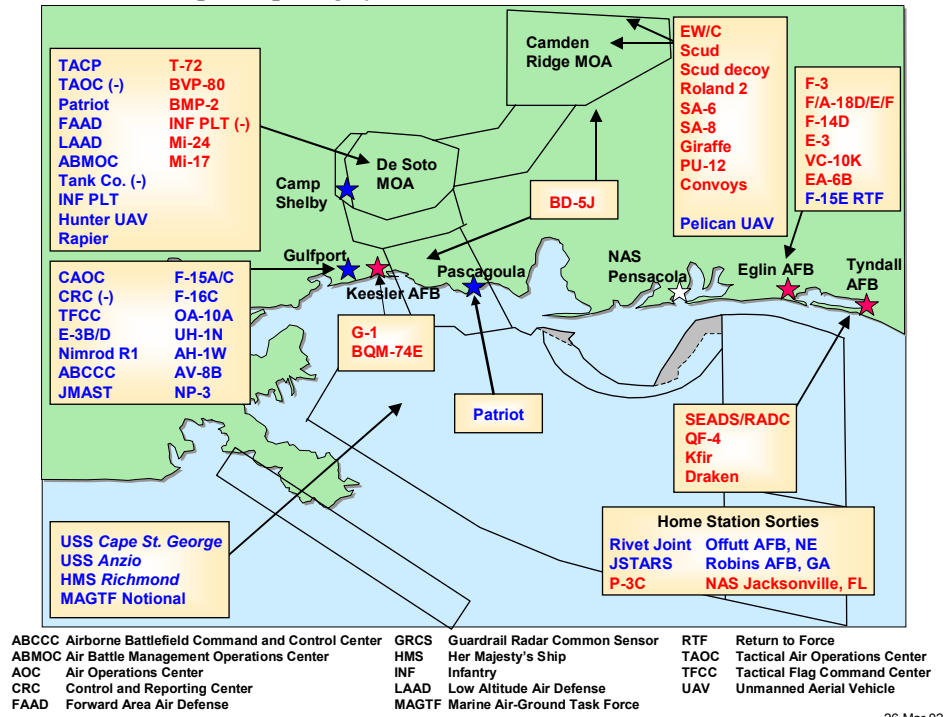 TACP T-72
TAOC (-) BVP-80
Patriot BMP-2
FAAD INF PLT (-)
LAAD Mi-24
ABMOC Mi-17
Tank Co. (-)
INF PLT
Hunter UAV
Rapier
Camden
Ridge MOA
EW/C
Scud
Scud decoy
Roland 2
SA-6
SA-8
Giraffe
PU-12
Convoys
Pelican UAV
F-3
F/A-18D/E/F
F-14D
E-3
VC-10K
EA-6B
F-15E RTF
De Soto
MOA
Camp
Shelby
BD-5J
Gulfport
Keesler AFB
Pascagoula
NAS
Pensacola
Eglin AFB
Tyndall
AFB
CAOC F-15A/C
CRC (-) F-16C
TFCC OA-10A
E-3B/D UH-1N
Nimrod R1 AH-1W
ABCCC AV-8B
JMAST NP-3
G-1
BQM-74E
Patriot
SEADS/RADC
QF-4
Kfir
Draken
USS Cape St. George
USS Anzio
HMS Richmond
MAGTF Notional
Home Station Sorties
Rivet Joint Offutt AFB, NE
JSTARS Robins AFB, GA
P-3C NAS Jacksonville, FL
ABCCC Airborne Battlefield Command and Control Center
ABMOC Air Battle Management Operations Center
AOC Air Operations Center
CRC Control and Reporting Center
FAAD Forward Area Air Defense
GRCS Guardrail Radar Common Sensor
HMS Her Majesty's Ship
INF Infantry
LAAD Low Altitude Air Defense
MAGTF Marine Air-Ground Task Force
RTF Return to Force
TAOC Tactical Air Operations Center
TFCC Tactical Flag Command Center
UAV Unmanned Aerial Vehicle